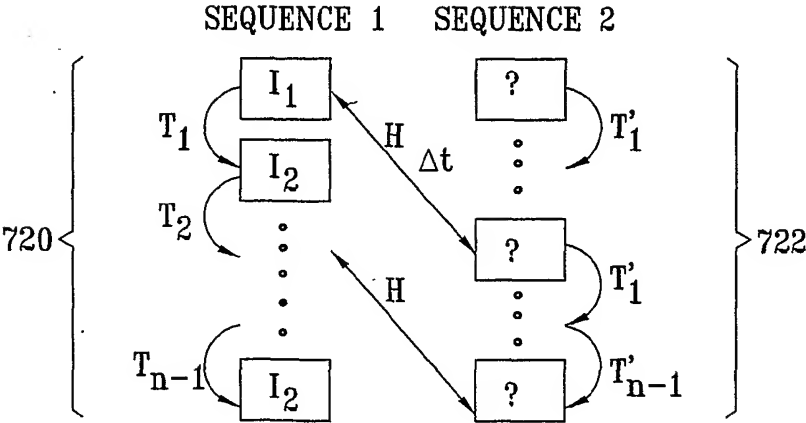 SEQUENCE 1 SEQUENCE 2
I1 ?
T1 H T'1
Δt
I2
T2
720 ? 722
H T'1
Tn-1 I2 ? T'n-1